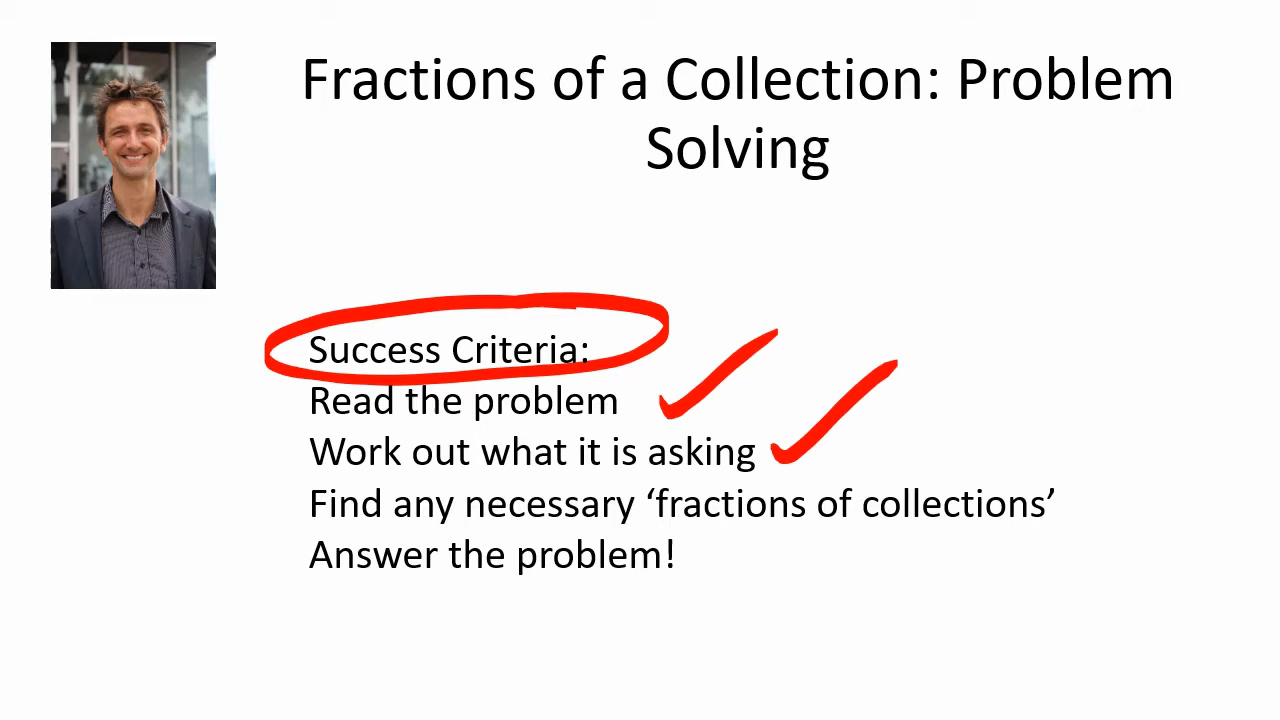 Fractions of a Collection: Problem
Solving
Success Criteria:
Read the problem
Work out what it is asking
Find any necessary ‘fractions of collections’
Answer the problem!